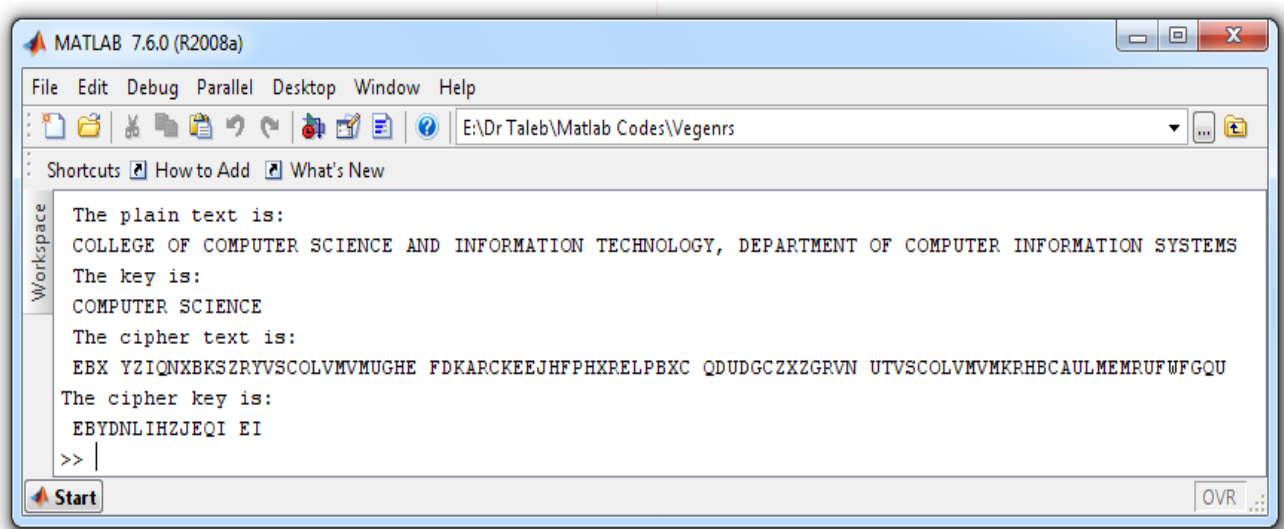 MATLAB 7.6.0 (R2008a)
File Edit Debug Parallel Desktop Window Help
E:\Dr Taleb\Matlab Codes\Vegenrs
...
Shortcuts How to Add What's New
Workspace
The plain text is:
COLLEGE OF COMPUTER SCIENCE AND INFORMATION TECHNOLOGY, DEPARTMENT OF COMPUTER INFORMATION SYSTEMS
The key is:
COMPUTER SCIENCE
The cipher text is:
EBX YZIQNXBKSZRYVSCOLVMVMUGHE FDKARCKEEJHFPHXRELPBXC QDUDGCZXZGRVN UTVSCOLVMVMKRHBCAULMEMRUFWFGQU
The cipher key is:
EBYDNLIHZJEQI EI
>>
Start
OVR